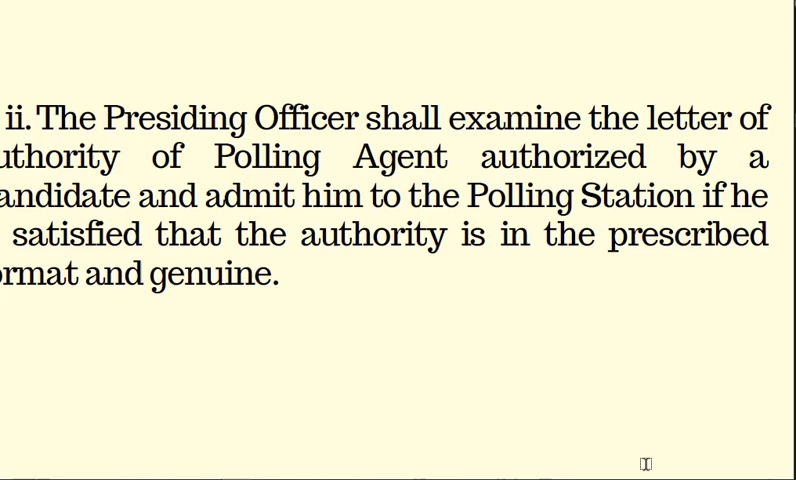 ii. The Presiding Officer shall examine the letter of
uthority of Polling Agent authorized by a
andidate and admit him to the Polling Station if he
satisfied that the authority is in the prescribed
ormat and genuine.